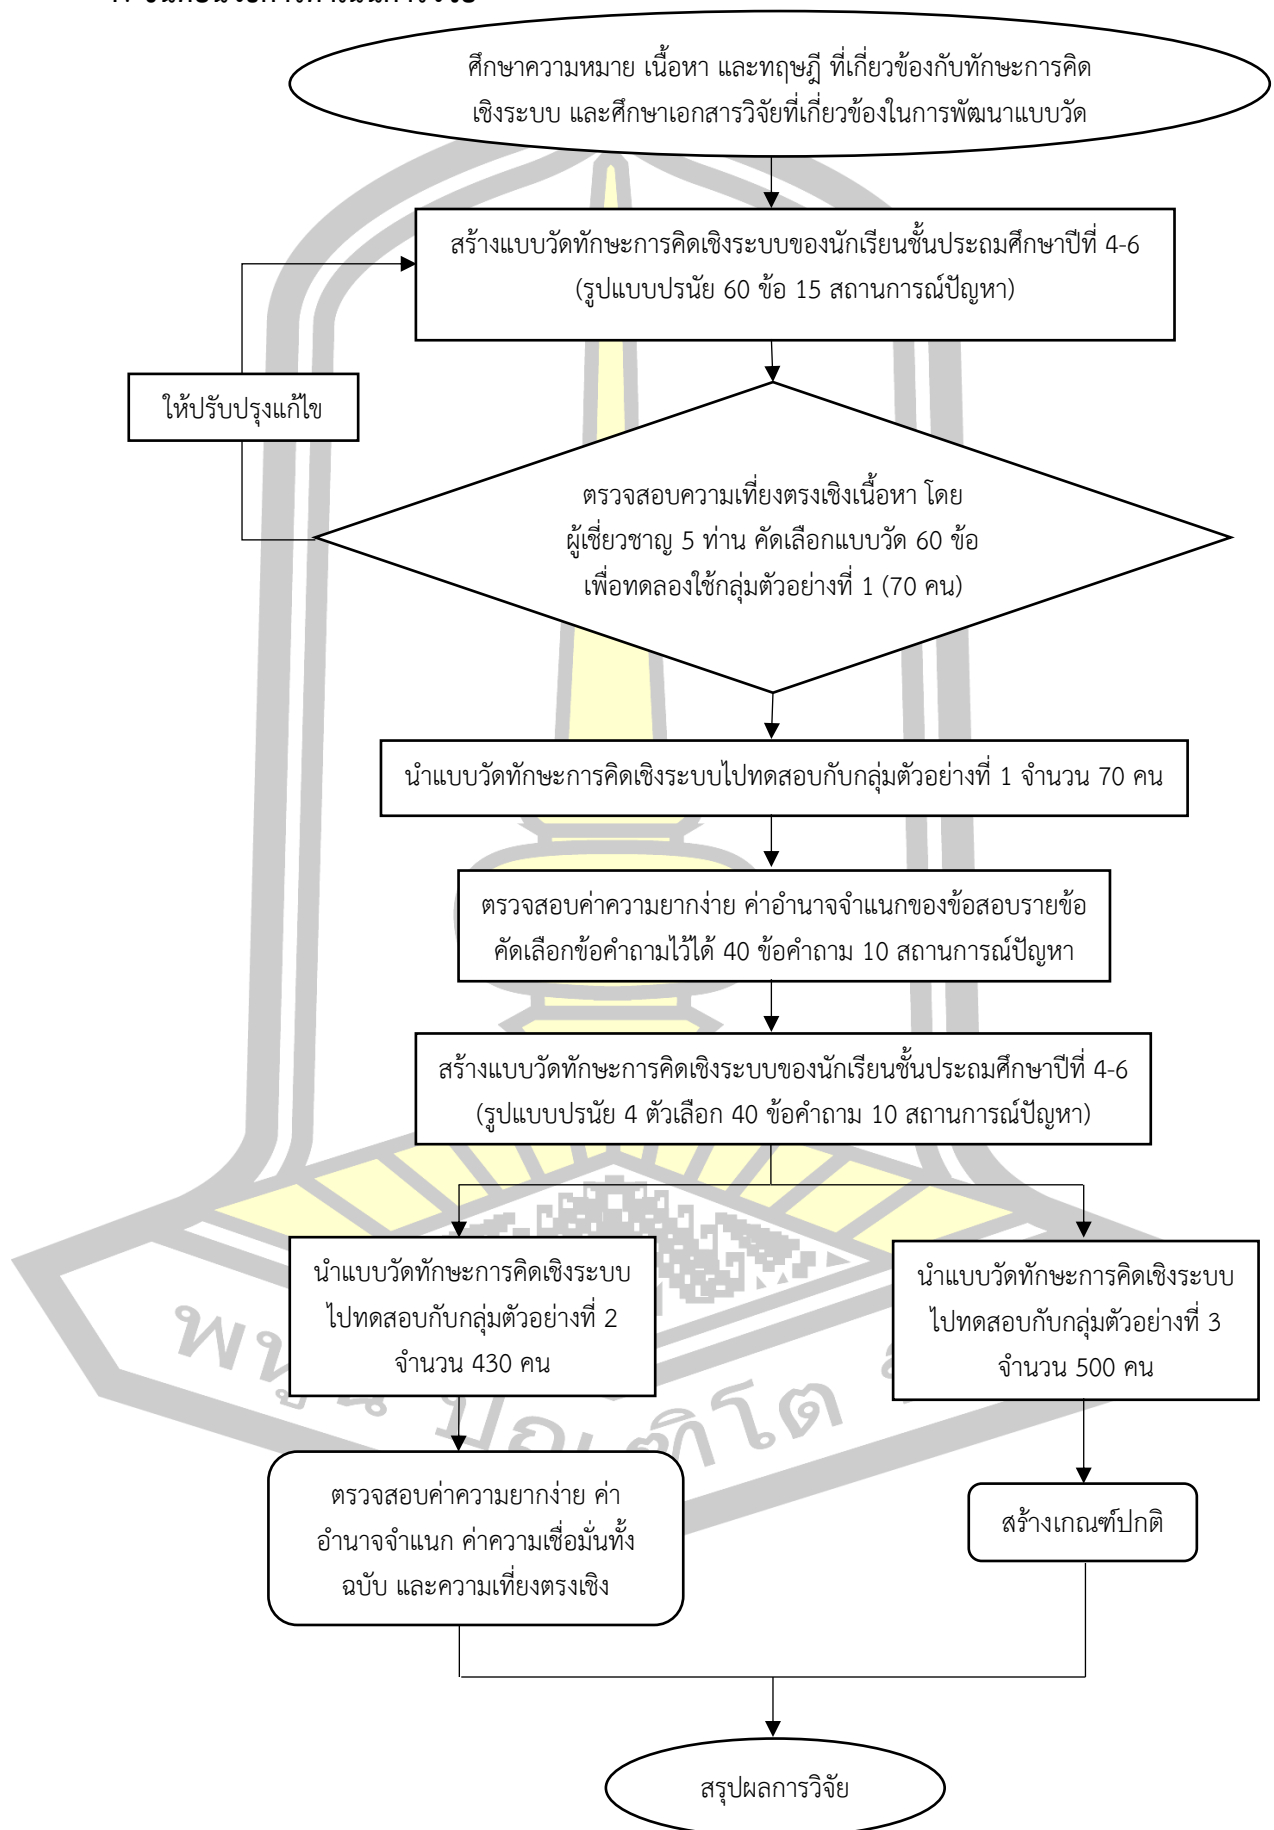 ศึกษาความหมาย เนื้อหา และทฤษฎี ที่เกี่ยวข้องกับทักษะการคิด
เชิงระบบ และศึกษาเอกสารวิจัยที่เกี่ยวข้องในการพัฒนาแบบวัด
สร้างแบบวัดทักษะการคิดเชิงระบบของนักเรียนชั้นประถมศึกษาปีที่ 4-6
(รูปแบบปรนัย 60 ข้อ 15 สถานการณ์ปัญหา)
ให้ปรับปรุงแก้ไข
ตรวจสอบความเที่ยงตรงเชิงเนื้อหา โดย
ผู้เชี่ยวชาญ 5 ท่าน คัดเลือกแบบวัด 60 ข้อ
เพื่อทดลองใช้กลุ่มตัวอย่างที่ 1 (70 คน)
นำแบบวัดทักษะการคิดเชิงระบบไปทดสอบกับกลุ่มตัวอย่างที่ 1 จำนวน 70 คน
ตรวจสอบค่าความยากง่าย ค่าอำนาจจำแนกของข้อสอบรายข้อ
คัดเลือกข้อคำถามไว้ได้ 40 ข้อคำถาม 10 สถานการณ์ปัญหา
สร้างแบบวัดทักษะการคิดเชิงระบบของนักเรียนชั้นประถมศึกษาปีที่ 4-6
(รูปแบบปรนัย 4 ตัวเลือก 40 ข้อคำถาม 10 สถานการณ์ปัญหา)
นำแบบวัดทักษะการคิดเชิงระบบ
ไปทดสอบกับกลุ่มตัวอย่างที่ 2
จำนวน 430 คน
นำแบบวัดทักษะการคิดเชิงระบบ
ไปทดสอบกับกลุ่มตัวอย่างที่ 3
จำนวน 500 คน
ตรวจสอบค่าความยากง่าย ค่า
อำนาจจำแนก ค่าความเชื่อมั่นทั้ง
ฉบับ และความเที่ยงตรงเชิง
สร้างเกณฑ์ปกติ
สรุปผลการวิจัย